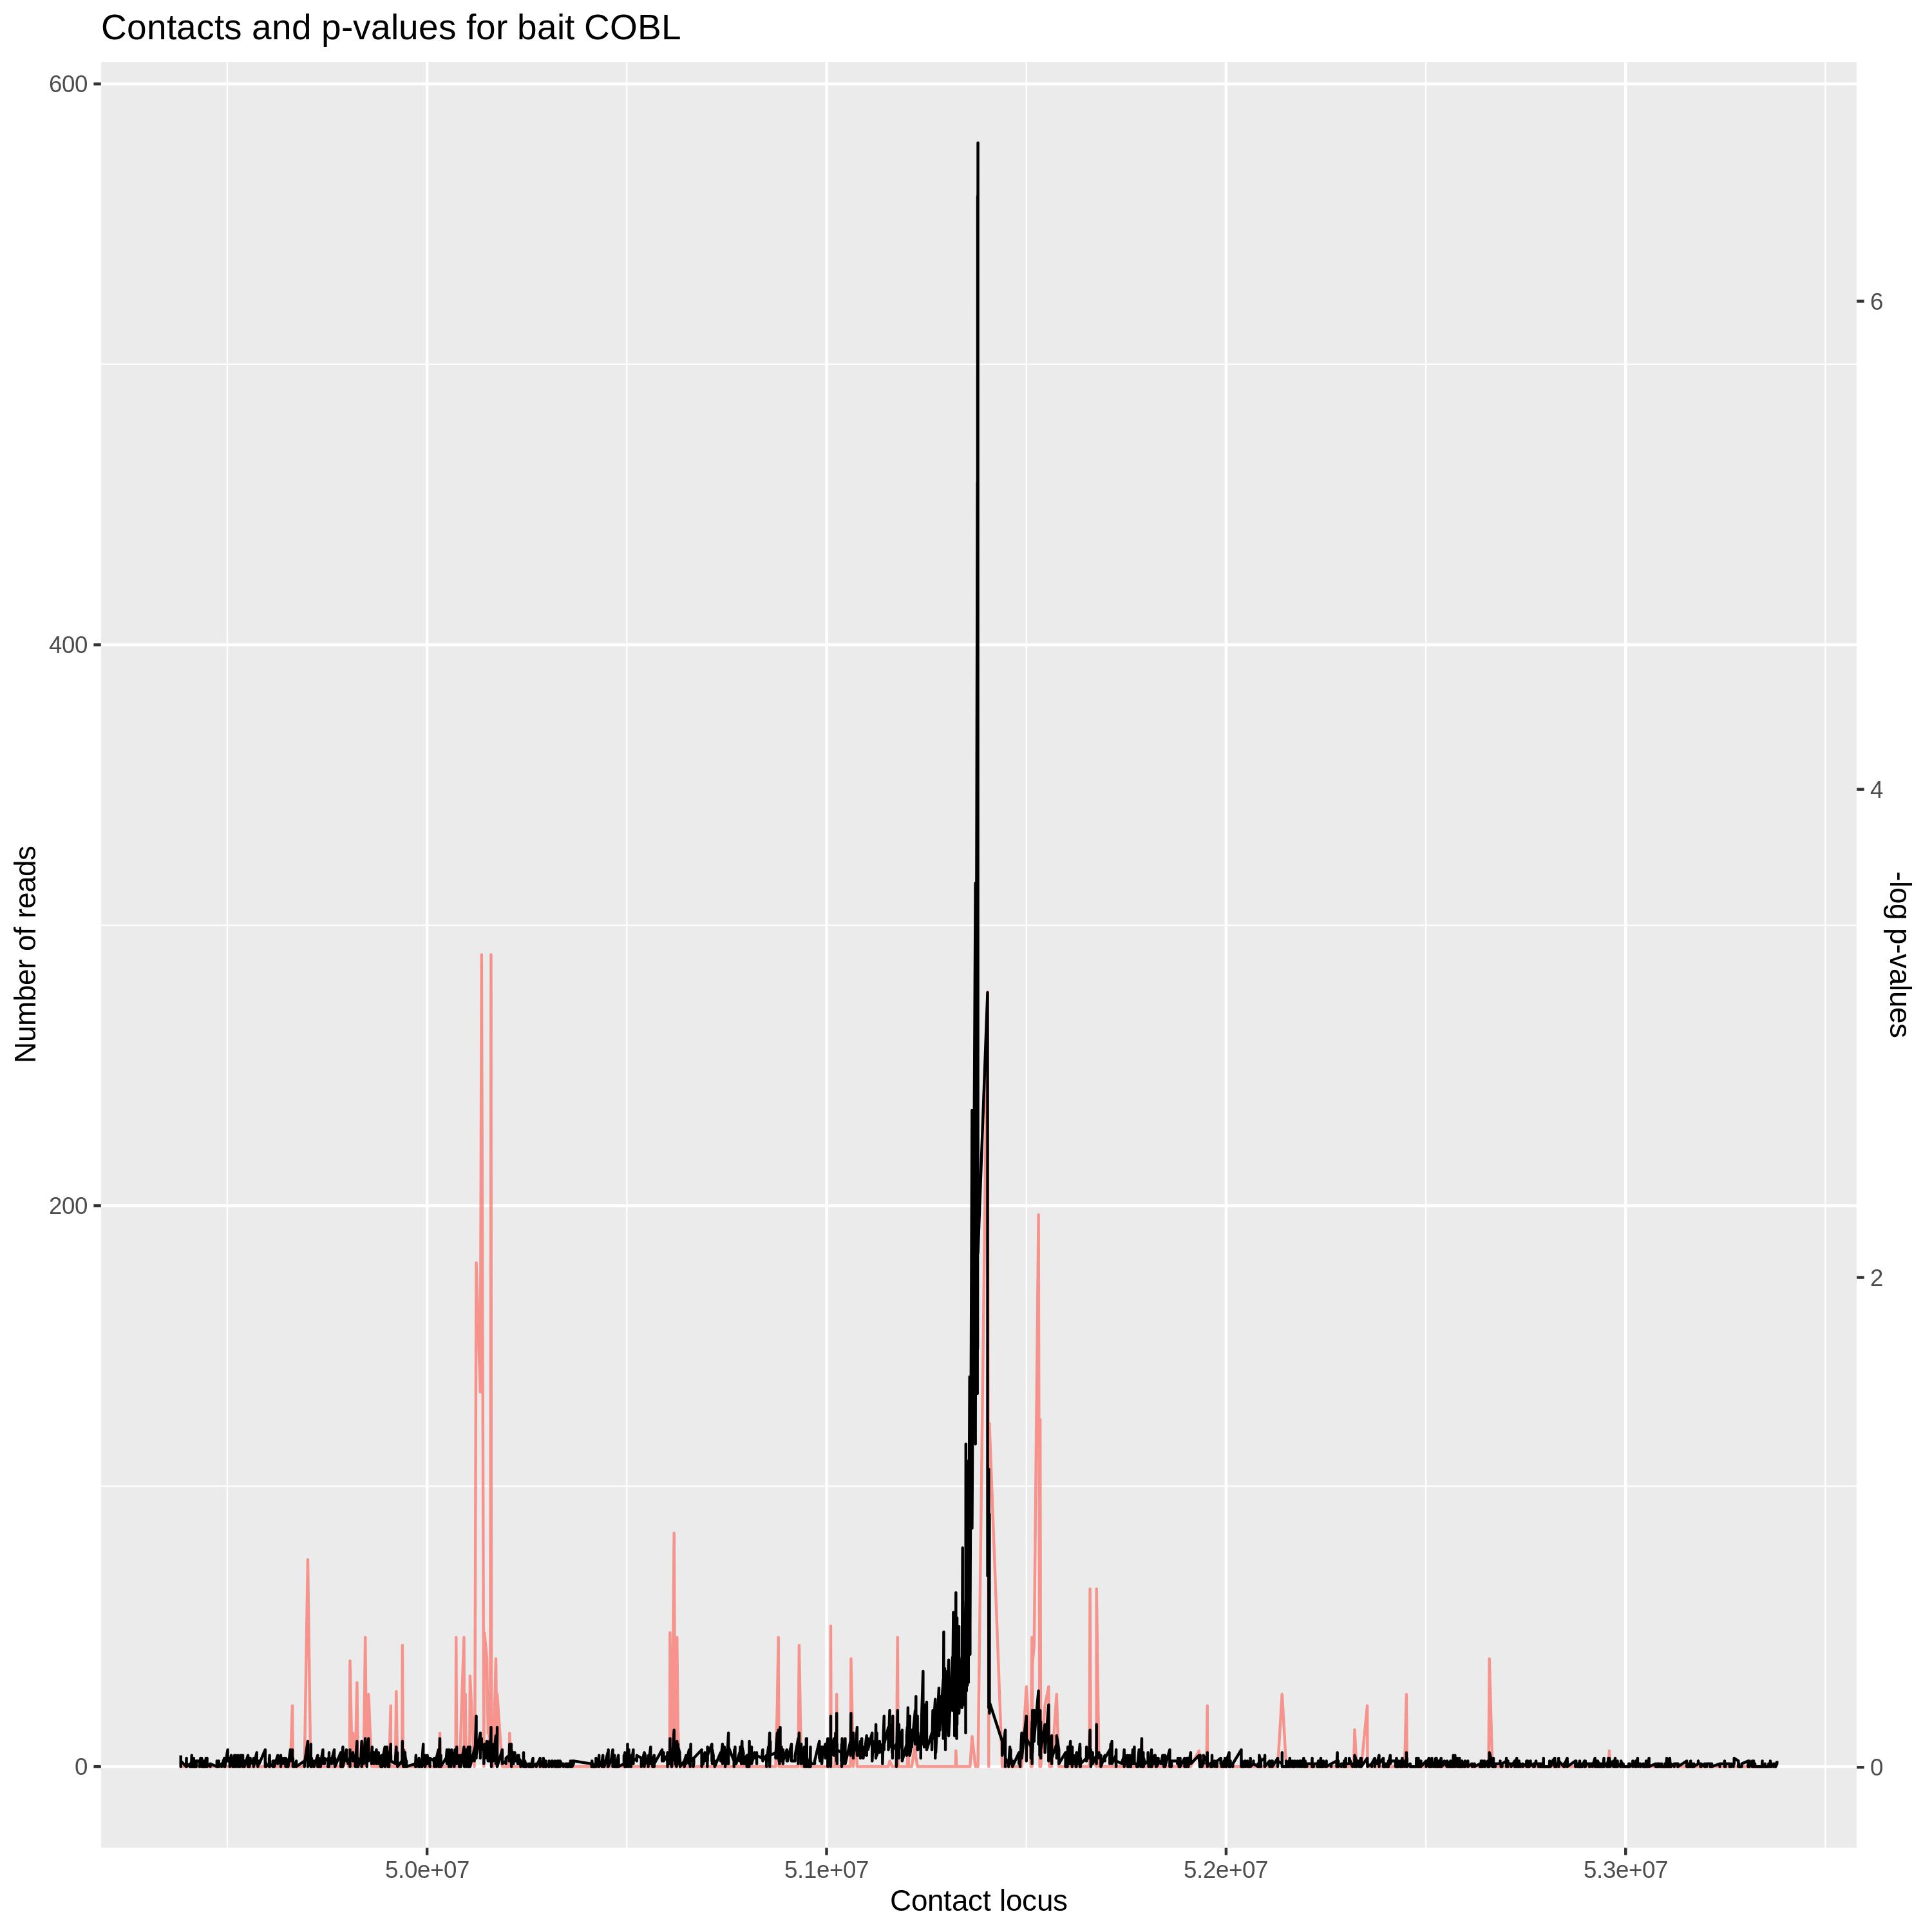 Contacts and p-values for bait COBL
600
400
200
0
Number of reads
6
4
2
0
-log p-values
5.0e+07
5.1e+07
5.2e+07
5.3e+07
Contact locus